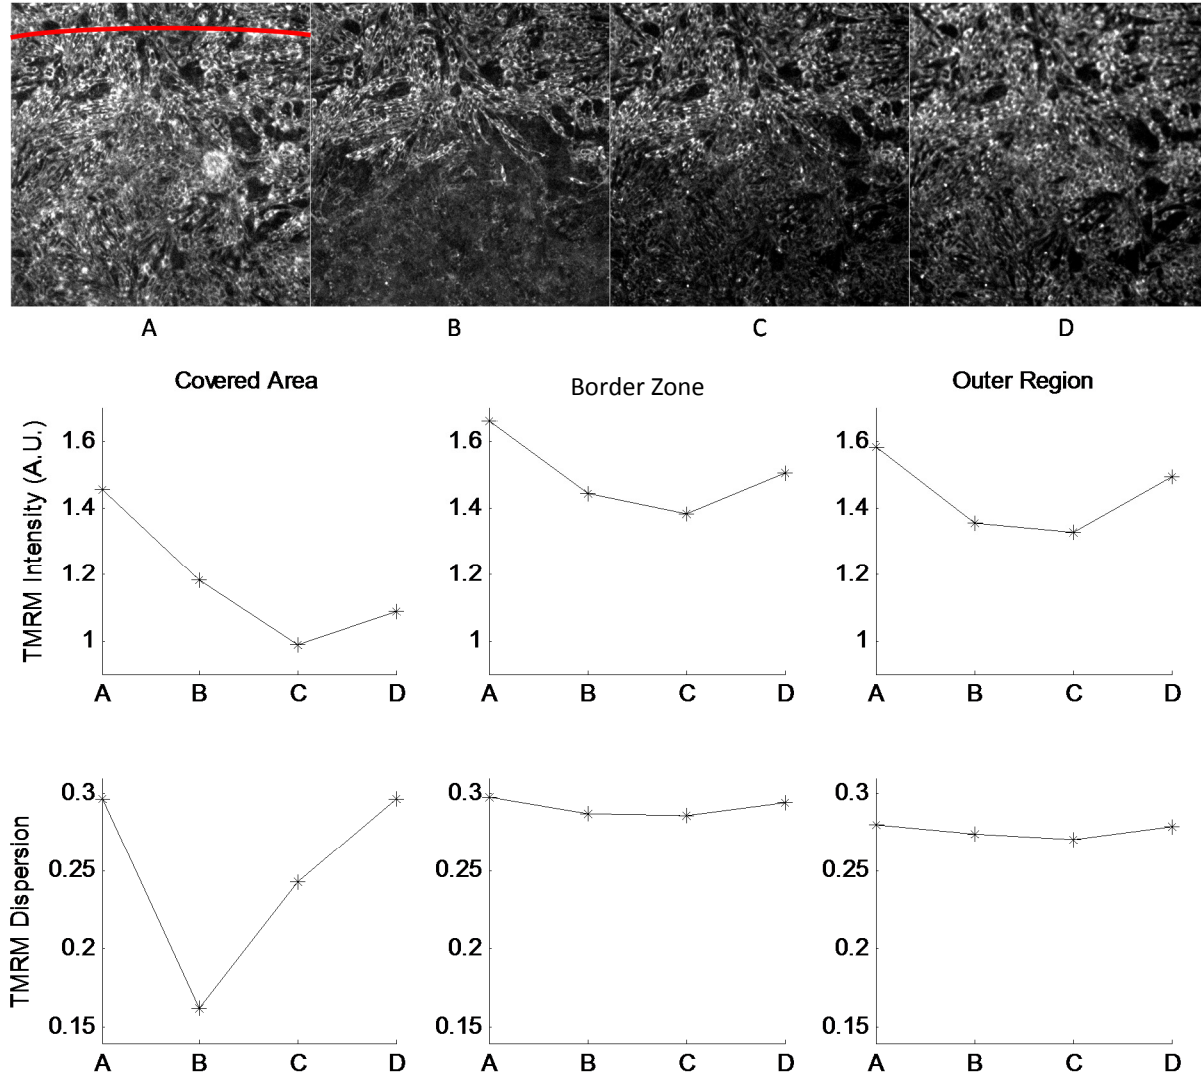 A B C D
Covered Area Border Zone Outer Region
TMRM Intensity (A.U.)
1.6 1.6 1.6
1.4 1.4 1.4
1.2 1.2 1.2
1 1 1
A B C D A B C D A B C D
TMRM Dispersion
0.3 0.3 0.3
0.25 0.25 0.25
0.2 0.2 0.2
0.15 0.15 0.15
A B C D A B C D A B C D